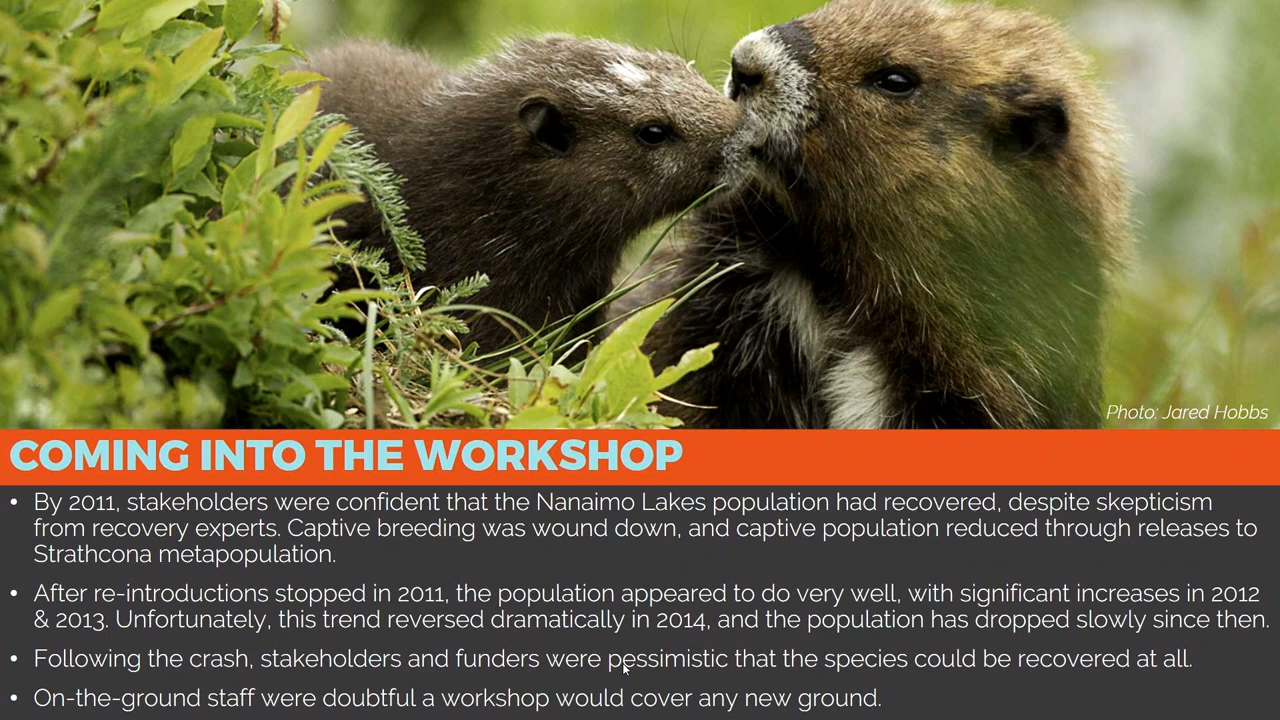 Photo: Jared Hobbs
COMING INTO THE WORKSHOP
• By 2011, stakeholders were confident that the Nanaimo Lakes population had recovered, despite skepticism
from recovery experts. Captive breeding was wound down, and captive population reduced through releases to
Strathcona metapopulation.
• After re-introductions stopped in 2011, the population appeared to do very well, with significant increases in 2012
& 2013. Unfortunately, this trend reversed dramatically in 2014, and the population has dropped slowly since then.
• Following the crash, stakeholders and funders were pessimistic that the species could be recovered at all.
• On-the-ground staff were doubtful a workshop would cover any new ground.